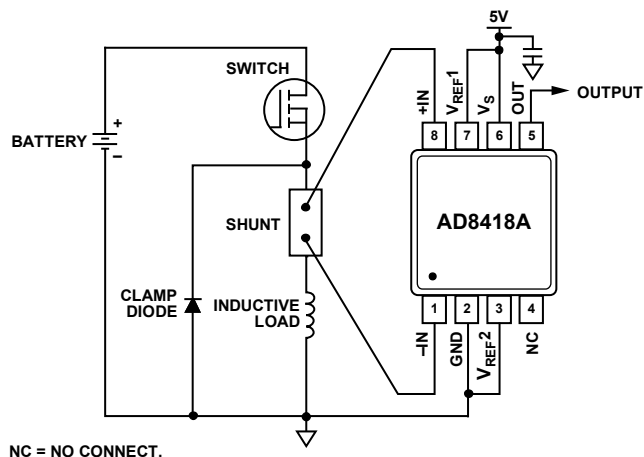 5V
SWITCH
+IN
VREF1
VS
OUT
OUTPUT
8
7
6
5
BATTERY
+
–
SHUNT
AD8418A
CLAMP
DIODE
INDUCTIVE
LOAD
1
2
3
4
–IN
GND
VREF2
NC
NC = NO CONNECT.